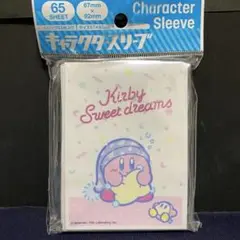 65
SHEET
67mm
×
92mm
Character
Sleeve
キャラクタースリーブ
Kirby
Sweet dreams